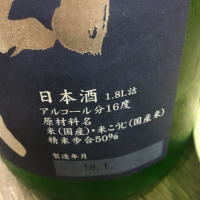 日本酒 1.8L詰
アルコール分16度
原材料名
米(国産)・米こうじ(国産米)
精米歩合50%
製造年月
18.1.